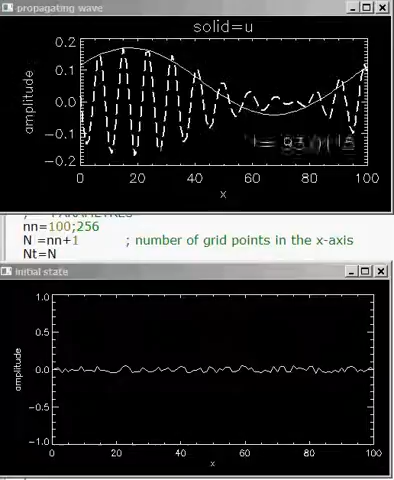 propagating wave
solid=u
0.2
0.1
0.0
-0.1
-0.2
amplitude
0 20 40 60 80 100
x
nn=100;256
N =nn+1 ; number of grid points in the x-axis
Nt=N
initial state
1.0
0.5
0.0
-0.5
-1.0
amplitude
0 20 40 60 80 100
x